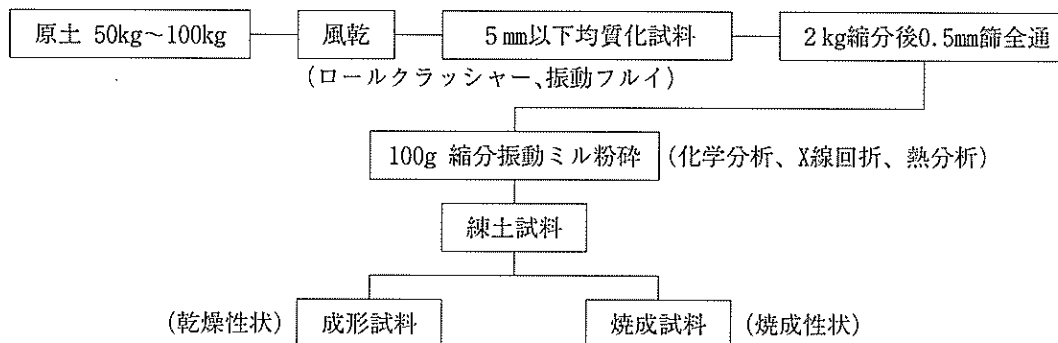 原土 50kg～100kg 風乾 5mm以下均質化試料 2kg縮分後0.5mm篩全通
(ロールクラッシャー、振動フルイ)
100g 縮分振動ミル粉砕 (化学分析、X線回折、熱分析)
練土試料
(乾燥性状) 成形試料 焼成試料 (焼成性状)